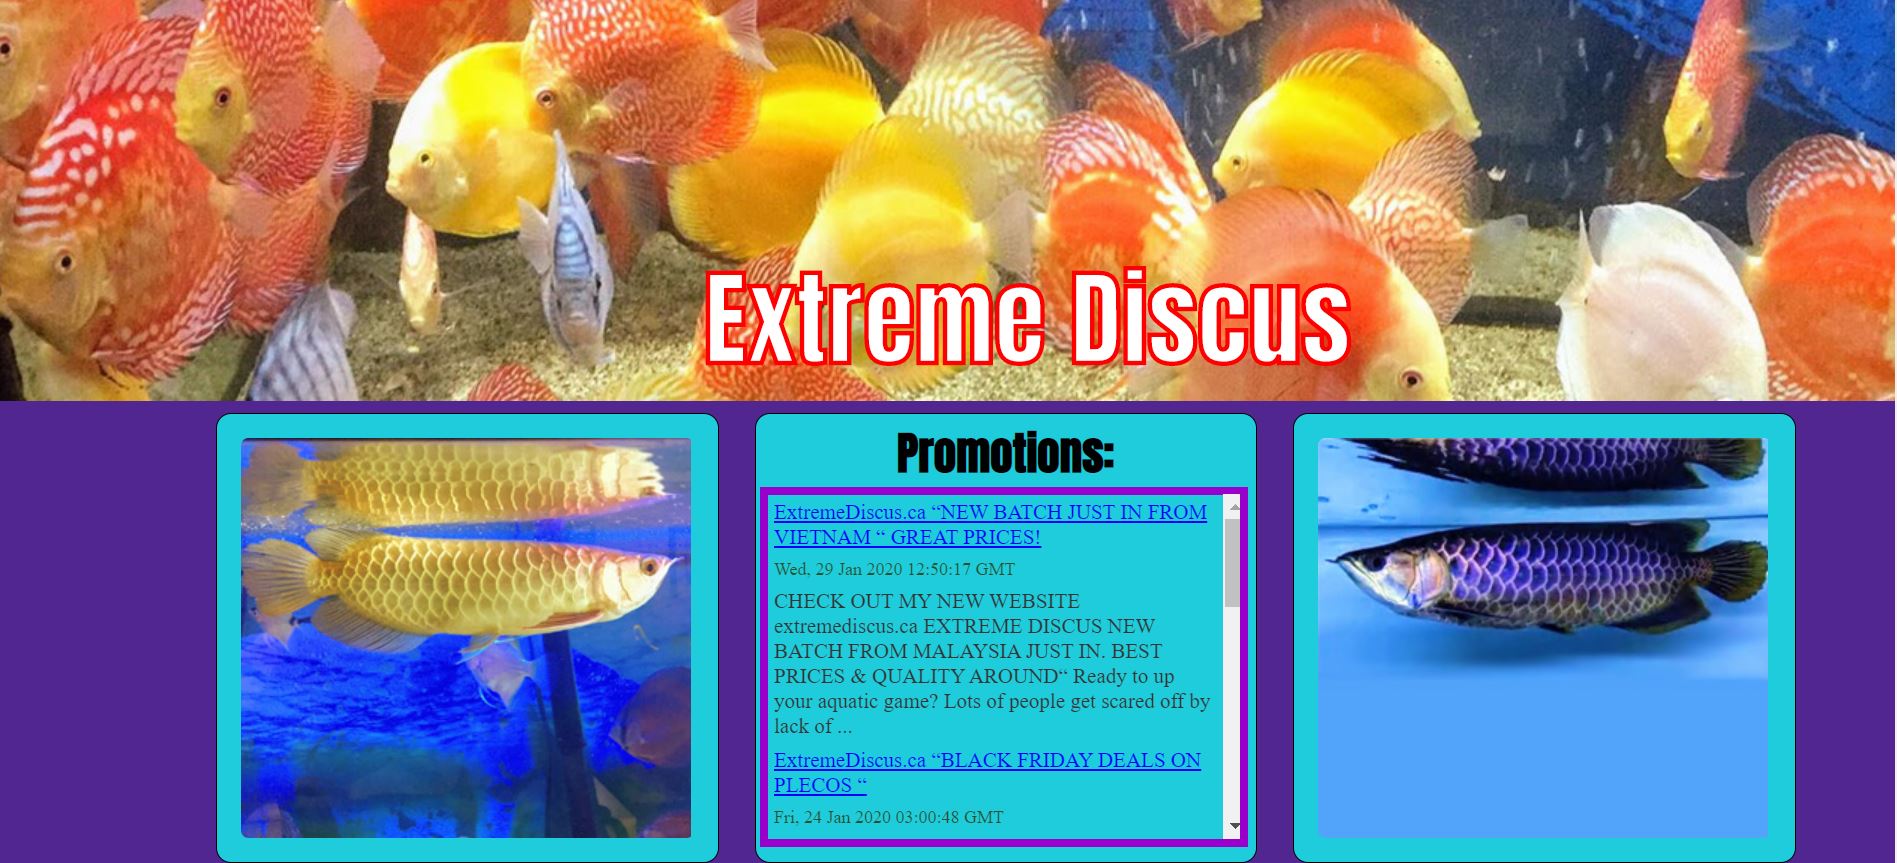 Extreme Discus
Promotions:
ExtremeDiscus.ca “NEW BATCH JUST IN FROM
VIETNAM “ GREAT PRICES!
Wed, 29 Jan 2020 12:50:17 GMT
CHECK OUT MY NEW WEBSITE
extremediscus.ca EXTREME DISCUS NEW
BATCH FROM MALAYSIA JUST IN. BEST
PRICES & QUALITY AROUND“ Ready to up
your aquatic game? Lots of people get scared off by
lack of ...
ExtremeDiscus.ca “BLACK FRIDAY DEALS ON
PLECOS “
Fri, 24 Jan 2020 03:00:48 GMT